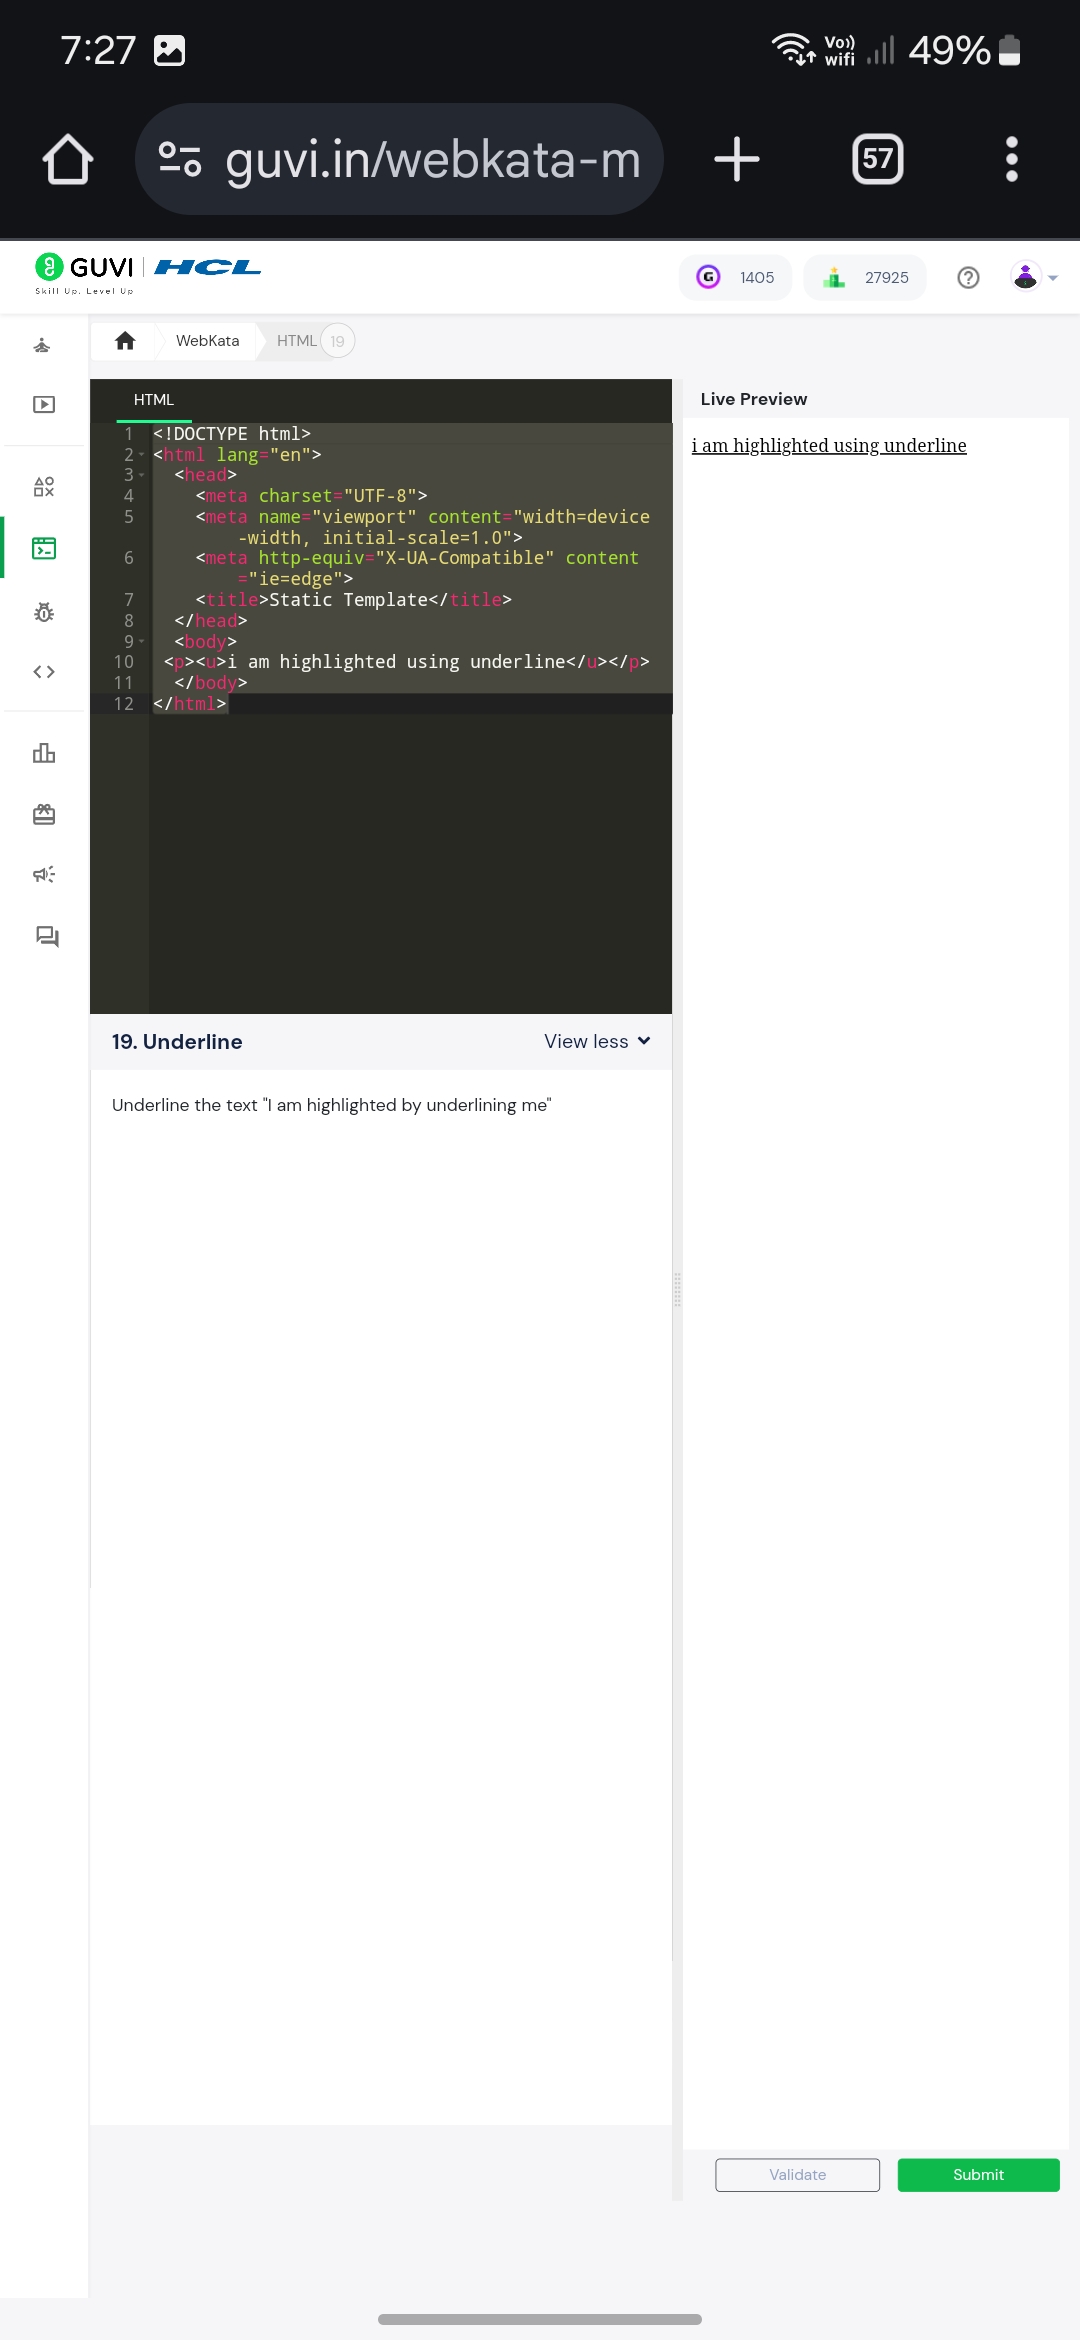 7:27
Vo))
wifi
49%
guvi.in/webkata-m
57
GUVI | HCL
Skill Up. Level Up
G 1405
27925
WebKata
HTML 19
HTML
Live Preview
1 <!DOCTYPE html>
2 <html lang="en">
3 <head>
4 <meta charset="UTF-8">
5 <meta name="viewport" content="width=device
-width, initial-scale=1.0">
6 <meta http-equiv="X-UA-Compatible" content
="ie=edge">
7 <title>Static Template</title>
8 </head>
9 <body>
10 <p><u>i am highlighted using underline</u></p>
11 </body>
12 </html>
i am highlighted using underline
19. Underline
View less
Underline the text "I am highlighted by underlining me"
Validate
Submit